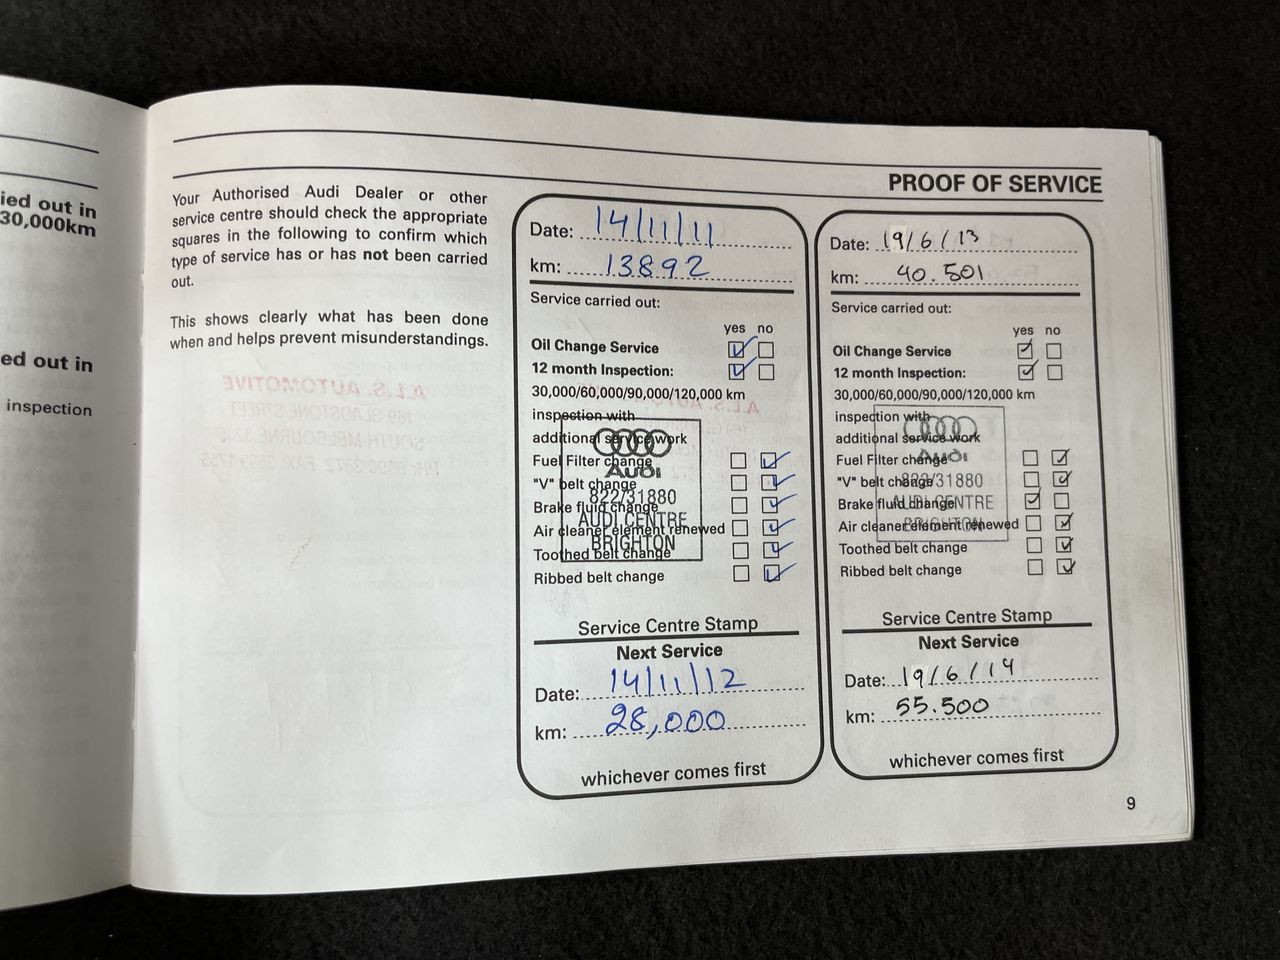 ied out in
30,000km
ed out in
inspection
PROOF OF SERVICE
Your Authorised Audi Dealer or other
service centre should check the appropriate
squares in the following to confirm which
type of service has or has not been carried
out.
This shows clearly what has been done
when and helps prevent misunderstandings.
Date: 14/11/11
km: 13892
Service carried out:
yes no
Oil Change Service
12 month Inspection:
30,000/60,000/90,000/120,000 km
inspection with
additional service work
Fuel Filter change
"V" belt change
Brake fluid change
Air cleaner element renewed
Toothed belt change
Ribbed belt change
Audi
822/31880
AUDI CENTRE
BRIGHTON
Service Centre Stamp
Next Service
Date: 14/11/12
km: 28,000
whichever comes first
Date: 19/6/13
km: 40.501
Service carried out:
yes no
Oil Change Service
12 month Inspection:
30,000/60,000/90,000/120,000 km
inspection with
additional service work
Fuel Filter change
"V" belt change
Brake fluid change
Air cleaner element renewed
Toothed belt change
Ribbed belt change
Audi
822/31880
AUDI CENTRE
BRIGHTON
Service Centre Stamp
Next Service
Date: 19/6/14
km: 55.500
whichever comes first
9